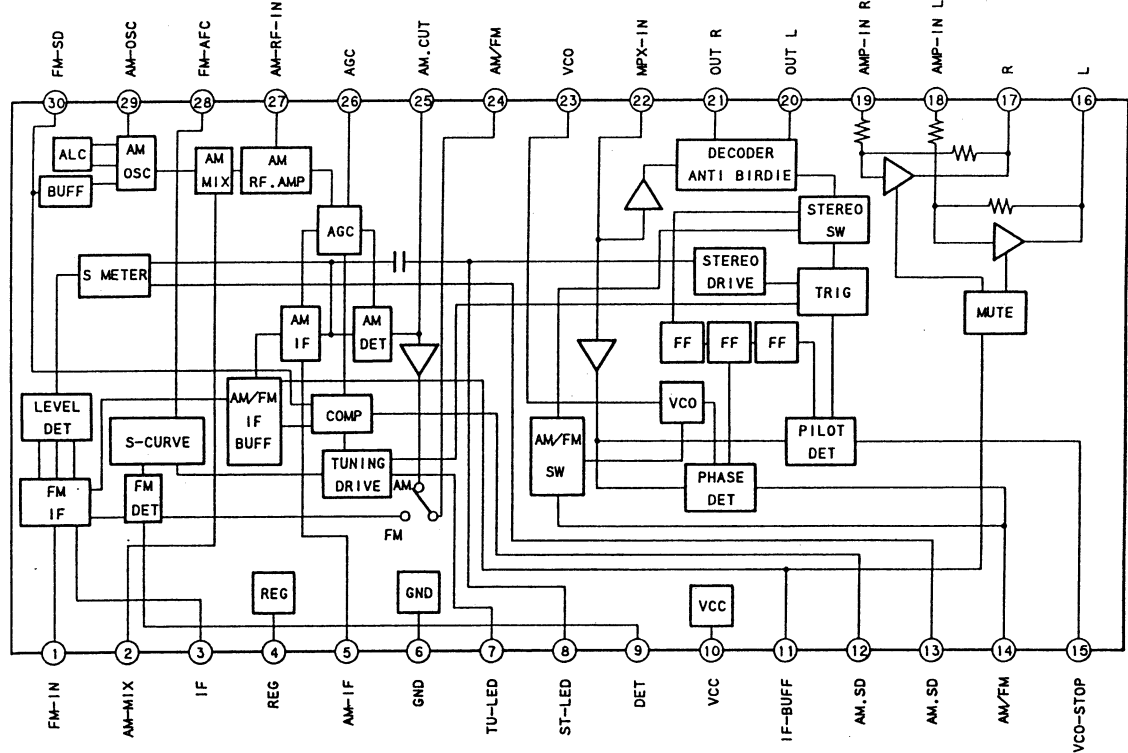 FM-SD
AM-OSC
FM-AFC
AM-RF-IN
AGC
AM.CUT
AM/FM
VCO
MPX-IN
OUT R
OUT L
AMP-IN R
AMP-IN L
R
L
30
29
28
27
26
25
24
23
22
21
20
19
18
17
16
ALC
AM
OSC
BUFF
AM
MIX
AM
RF.AMP
AGC
DECODER
ANTI BIRDIE
STEREO
SW
S METER
STEREO
DRIVE
TRIG
MUTE
AM
IF
AM
DET
FF
FF
FF
LEVEL
DET
AM/FM
IF
BUFF
COMP
VCO
S-CURVE
AM/FM
SW
PILOT
DET
TUNING
DRIVE
PHASE
DET
FM
IF
FM
DET
AM
FM
REG
GND
VCC
1
2
3
4
5
6
7
8
9
10
11
12
13
14
15
FM-IN
AM-MIX
IF
REG
AM-IF
GND
TU-LED
ST-LED
DET
VCC
IF-BUFF
AM.SD
AM.SD
AM/FM
VCO-STOP